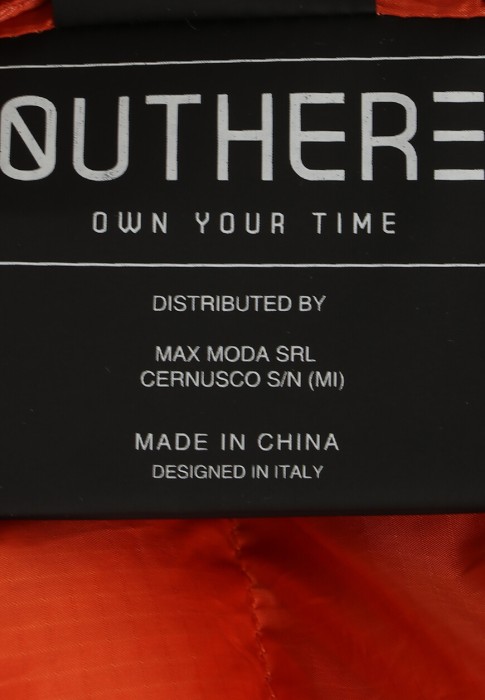 OUTHERE
OWN YOUR TIME
DISTRIBUTED BY
MAX MODA SRL
CERNUSCO S/N (MI)
MADE IN CHINA
DESIGNED IN ITALY